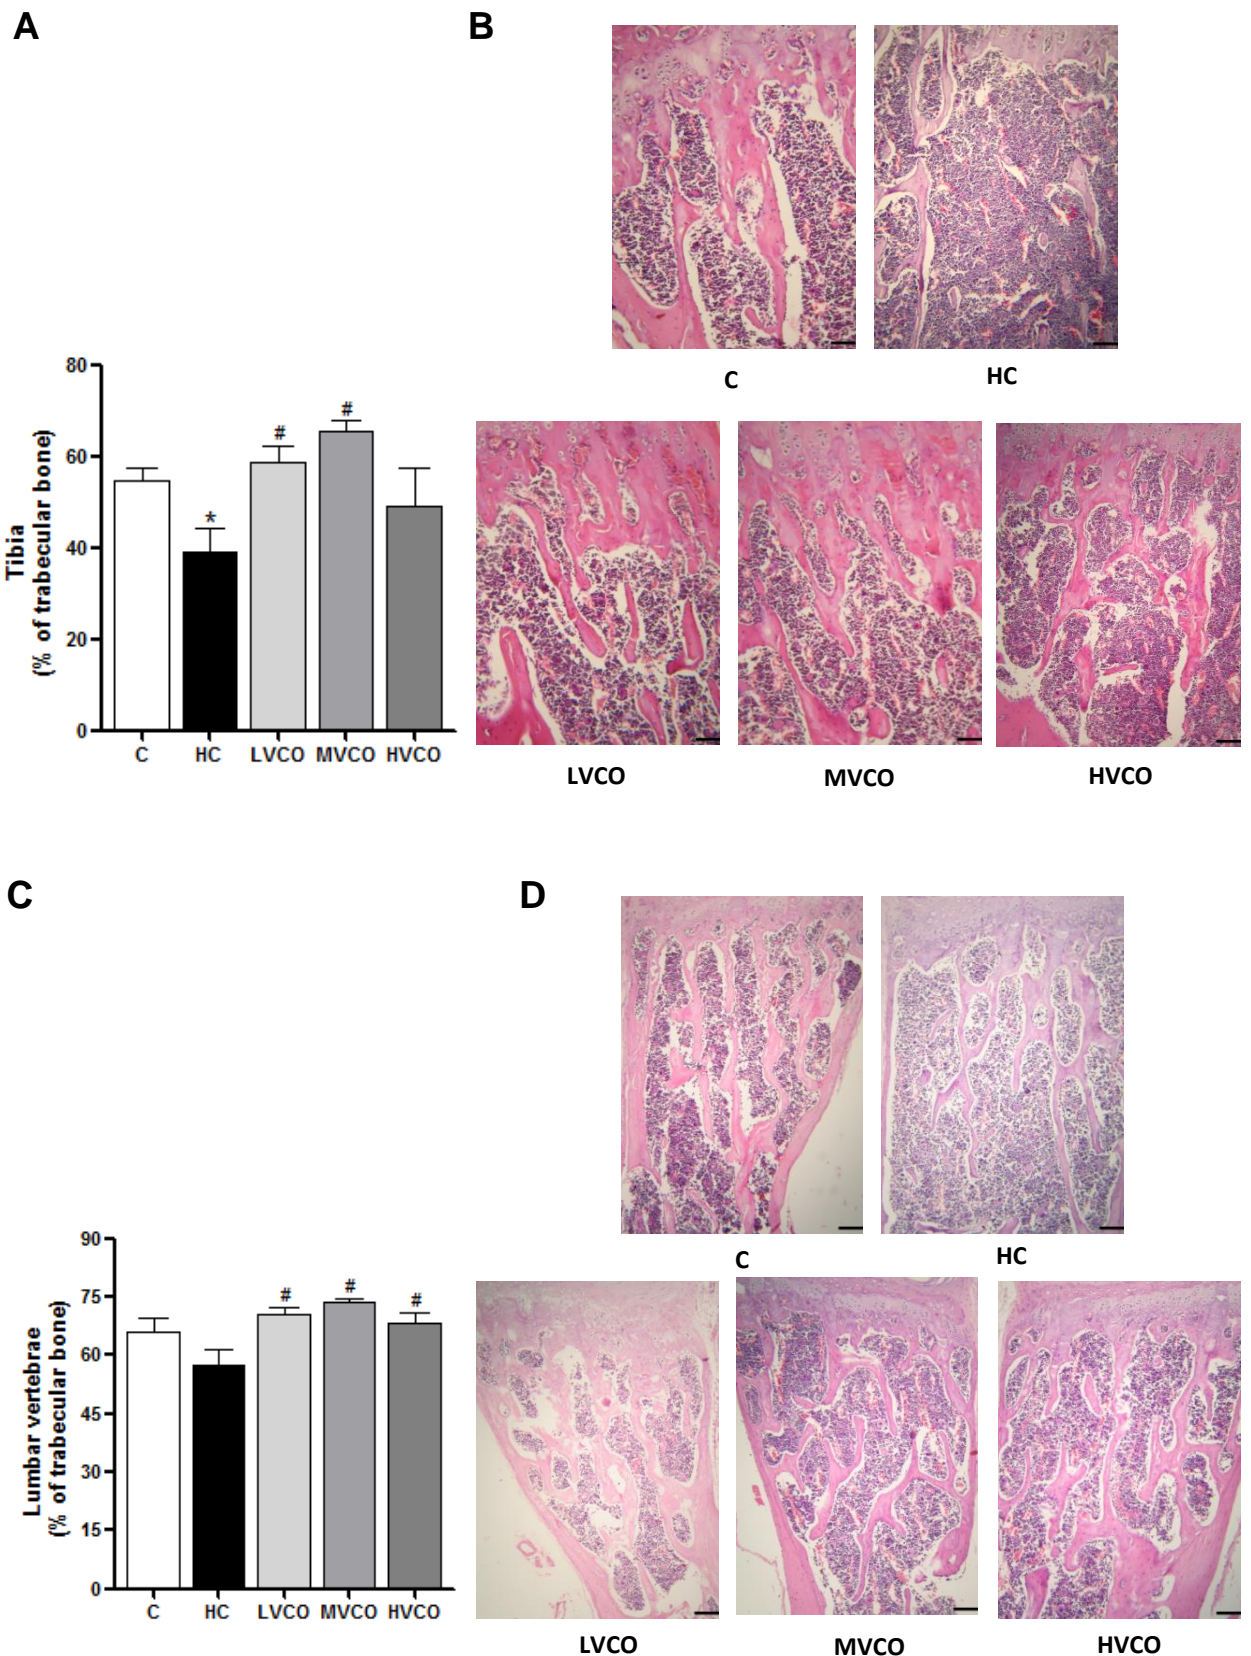 A
B
C
HC
80
60
40
20
0
Tibia
(% of trabecular bone)
*
#
#
C
HC
LVCO
MVCO
HVCO
LVCO
MVCO
HVCO
C
D
C
HC
90
75
60
45
30
15
0
Lumbar vertebrae
(% of trabecular bone)
#
#
#
C
HC
LVCO
MVCO
HVCO
LVCO
MVCO
HVCO